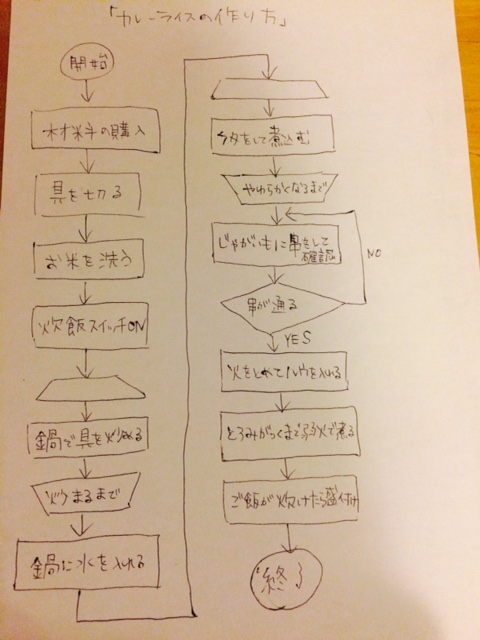 「カレーライスの作り方」
開始
材料の購入
具を切る
お米を洗う
炊飯スイッチON
鍋で具を炒める
炒まるまで
鍋に水を入れる
フタをして煮込む
やわらかくなるまで
じゃがいもに串をさして
確認
串が通る
NO
YES
火をとめてルウを入れる
とろみがつくまで弱火で煮る
ご飯が炊けたら盛付け
終了